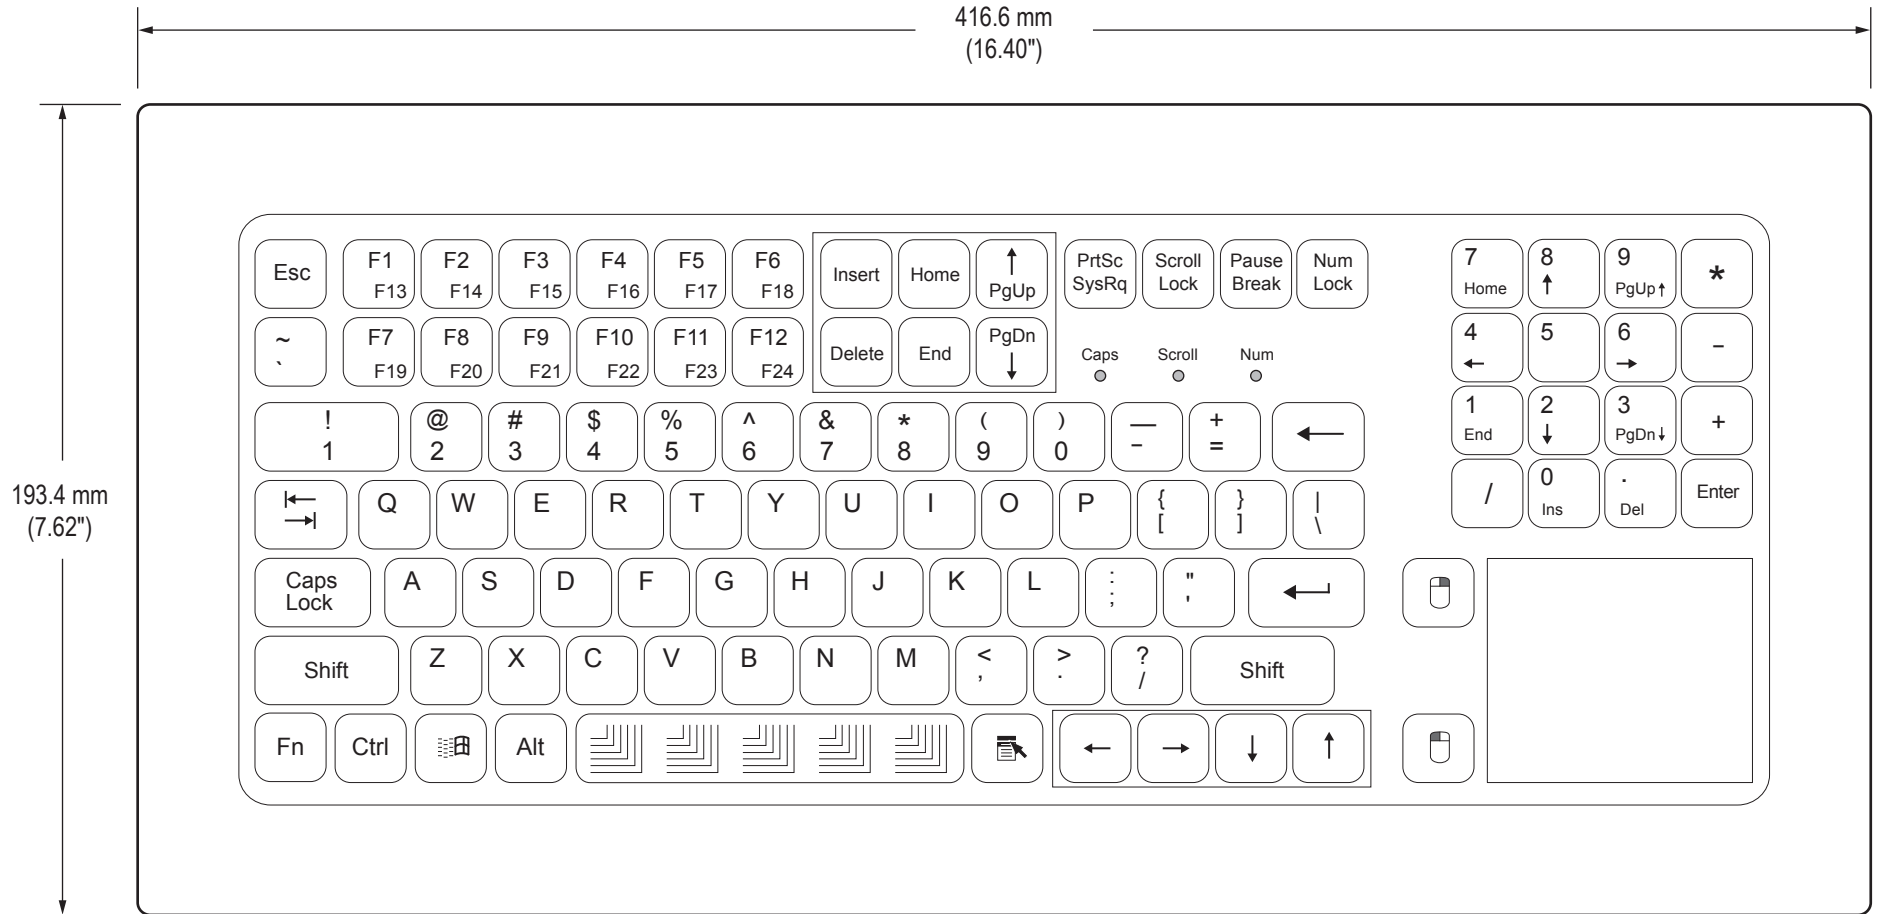 416.6 mm
(16.40")
193.4 mm
(7.62")
Esc F1 F2 F3 F4 F5 F6 Insert Home ↑ PrtSc Scroll Pause Num 7 8 9 *
F13 F14 F15 F16 F17 F18 PgUp SysRq Lock Break Lock Home ↑ PgUp↑
~ F7 F8 F9 F10 F11 F12 Delete End PgDn Caps Scroll Num 4 5 6 -
` F19 F20 F21 F22 F23 F24 ↓ ← →
! @ # $ % ^ & * ( ) — + ← 1 2 3 +
1 2 3 4 5 6 7 8 9 0 - = End ↓ PgDn↓
Q W E R T Y U I O P { } | / 0 . Enter
[ ] \ Ins Del
Caps A S D F G H J K L : "
Lock ; '
Shift Z X C V B N M < > ? Shift
, . /
Fn Ctrl Alt ← → ↓ ↑